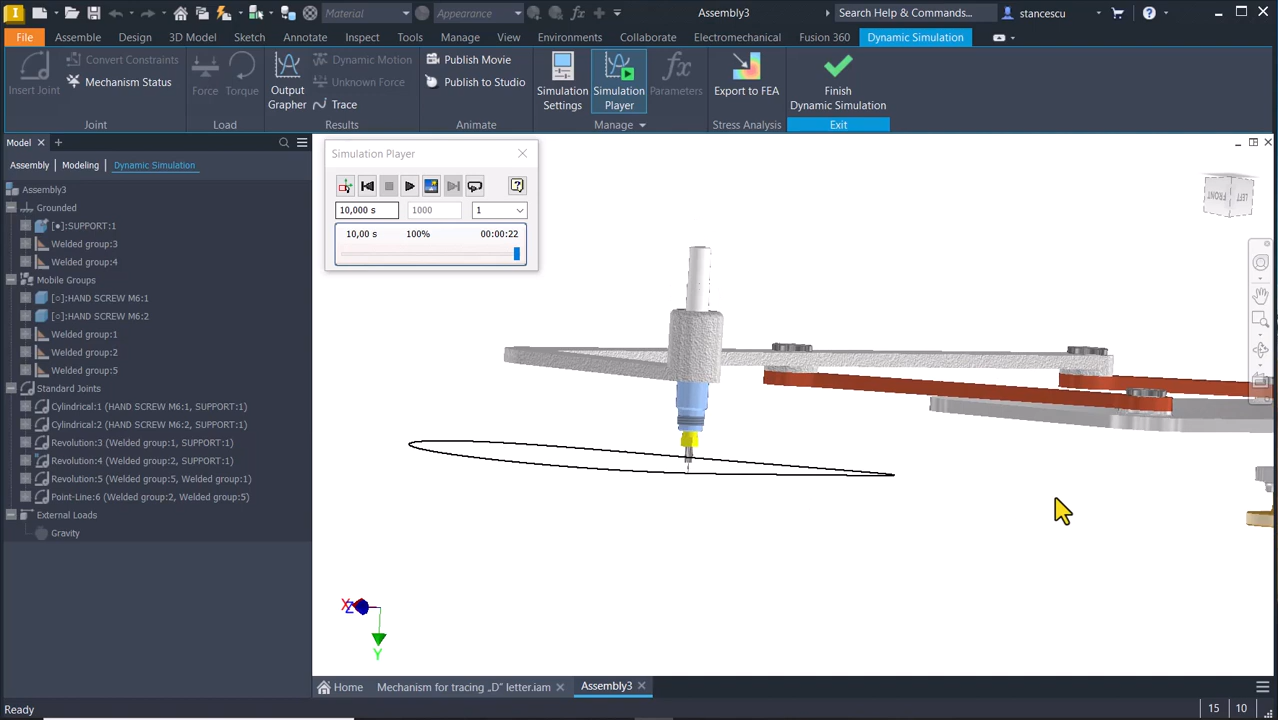 Material
Appearance
fx
Assembly3
Search Help & Commands...
stancescu
File
Assemble
Design
3D Model
Sketch
Annotate
Inspect
Tools
Manage
View
Environments
Collaborate
Electromechanical
Fusion 360
Dynamic Simulation
Insert Joint
Convert Constraints
Mechanism Status
Joint
Force
Torque
Load
Output
Grapher
Dynamic Motion
Unknown Force
Trace
Results
Publish Movie
Publish to Studio
Animate
Simulation
Settings
Simulation
Player
fx
Parameters
Manage
Export to FEA
Stress Analysis
Finish
Dynamic Simulation
Exit
Model
Assembly
Modeling
Dynamic Simulation
Assembly3
Grounded
[●]:SUPPORT:1
Welded group:3
Welded group:4
Mobile Groups
[○]:HAND SCREW M6:1
[○]:HAND SCREW M6:2
Welded group:1
Welded group:2
Welded group:5
Standard Joints
Cylindrical:1 (HAND SCREW M6:1, SUPPORT:1)
Cylindrical:2 (HAND SCREW M6:2, SUPPORT:1)
Revolution:3 (Welded group:1, SUPPORT:1)
Revolution:4 (Welded group:2, SUPPORT:1)
Revolution:5 (Welded group:5, Welded group:1)
Point-Line:6 (Welded group:2, Welded group:5)
External Loads
Gravity
Simulation Player
10,000 s
1000
1
10,00 s
100%
00:00:22
FRONT
LEFT
X
Z
Y
Home
Mechanism for tracing „D” letter.iam
Assembly3
Ready
15
10